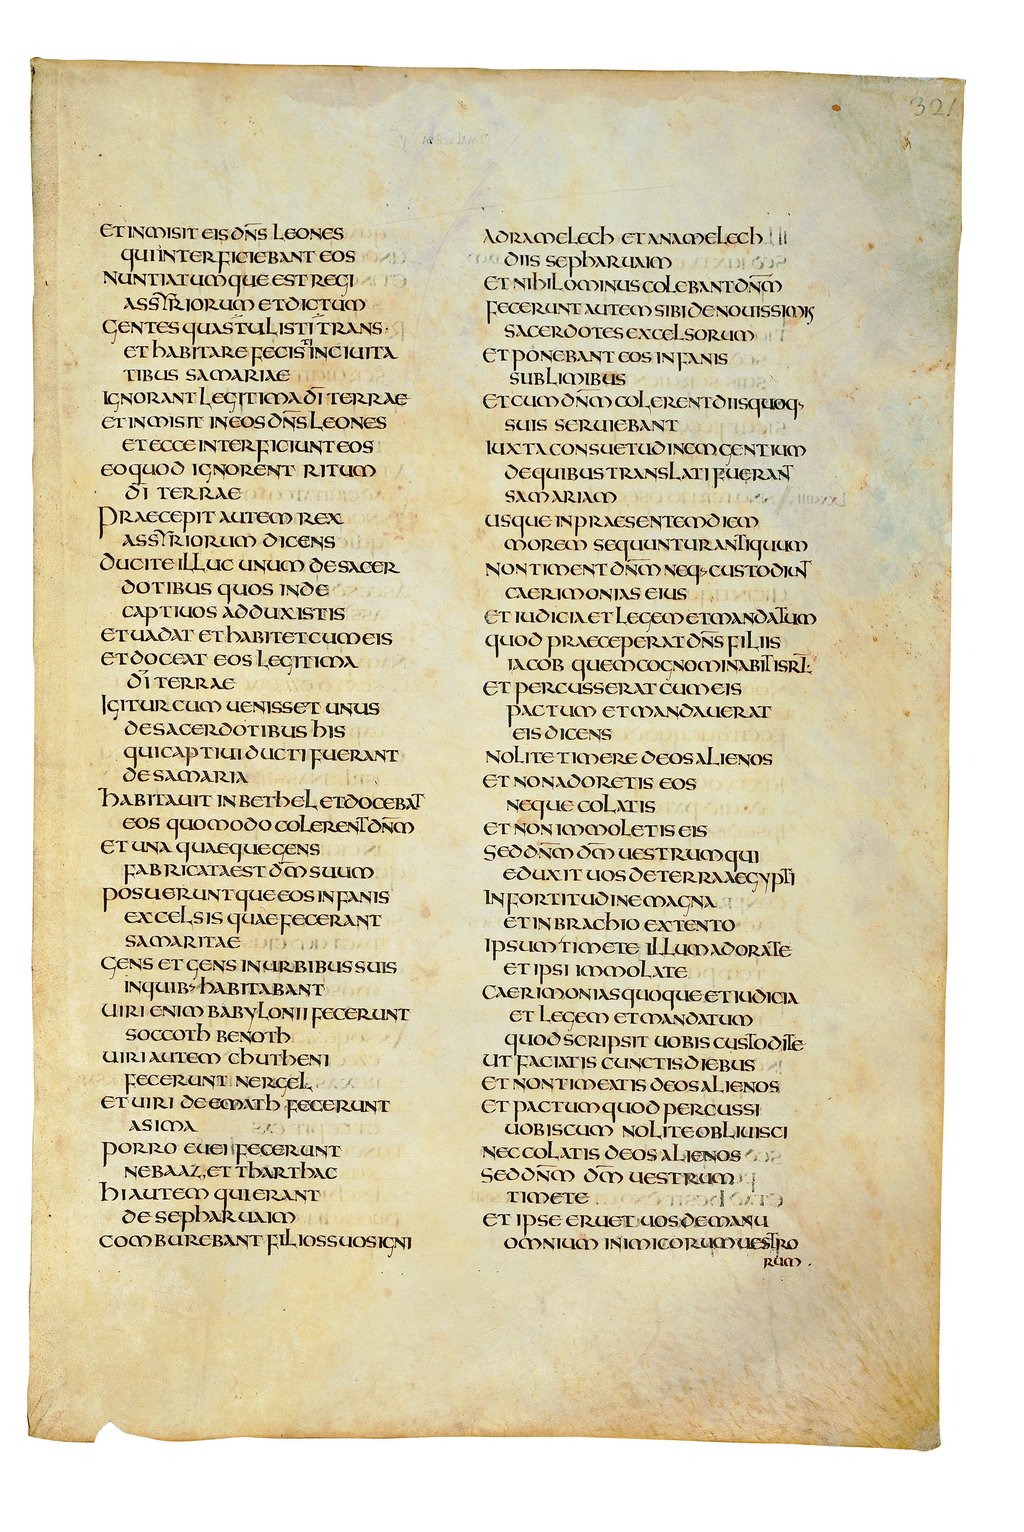 321
ET INMISIT EIS DN̄S LEONES
QUI INTERFICIEBANT EOS
NUNTIATUMQUE EST REGI
ASSYRIORUM ET DICTUM
GENTES QUAS TULISTI TRANS·
ET HABITARE FECISTI IN CIUITA
TIBUS SAMARIAE
IGNORANT LEGITIMA DĪ TERRAE
ET INMISIT IN EOS DN̄S LEONES
ET ECCE INTERFICIUNT EOS
EO QUOD IGNORENT RITUM
DĪ TERRAE
PRAECEPIT AUTEM REX
ASSYRIORUM DICENS
DUCITE ILLUC UNUM DE SACER
DOTIBUS QUOS INDE
CAPTIUOS ADDUXISTIS
ET UADAT ET HABITET CUM EIS
ET DOCEAT EOS LEGITIMA
DĪ TERRAE
IGITUR CUM UENISSET UNUS
DE SACERDOTIBUS HIS
QUI CAPTIUI DUCTI FUERANT
DE SAMARIA
HABITAUIT IN BETHEL ET DOCEBAT
EOS QUOMODO COLERENT DN̄M
ET UNA QUAEQUE GENS
FABRICATA EST DM̄ SUUM
POSUERUNTQUE EOS IN FANIS
EXCELSIS QUAE FECERANT
SAMARITAE
GENS ET GENS IN URBIBUS SUIS
IN QUIB· HABITABANT
UIRI ENIM BABYLONII FECERUNT
SOCCOTH BENOTH
UIRI AUTEM CHUTHENI
FECERUNT NERGEL
ET UIRI DE EMATH FECERUNT
ASIMA
PORRO EUEI FECERUNT
NEBAAZ, ET THARTHAC
HI AUTEM QUI ERANT
DE SEPHARUAIM
COMBUREBANT FILIOS SUOS IGNI
ADRAMELECH ET ANAMELECH
DIIS SEPHARUAIM
ET NIHILOMINUS COLEBANT DN̄M
FECERUNT AUTEM SIBI DE NOUISSIMIS
SACERDOTES EXCELSORUM
ET PONEBANT EOS IN FANIS
SUBLIMIBUS
ET CUM DN̄M COLERENT DIIS QUOQ·
SUIS SERUIEBANT
IUXTA CONSUETUDINEM GENTIUM
DE QUIBUS TRANSLATI FUERANT
SAMARIAM
USQUE IN PRAESENTEM DIEM
MOREM SEQUUNTUR ANTIQUUM
NON TIMENT DN̄M NEQ· CUSTODIUNT
CAERIMONIAS EIUS
ET IUDICIA ET LEGEM ET MANDATUM
QUOD PRAECEPERAT DN̄S FILIIS
IACOB QUEM COGNOMINABIT ISRL̄
ET PERCUSSERAT CUM EIS
PACTUM ET MANDAUERAT
EIS DICENS
NOLITE TIMERE DEOS ALIENOS
ET NON ADORETIS EOS
NEQUE COLATIS
ET NON IMMOLETIS EIS
SED DN̄M DM̄ UESTRUM QUI
EDUXIT UOS DE TERRA AEGYPTI
IN FORTITUDINE MAGNA
ET IN BRACHIO EXTENTO
IPSUM TIMETE ILLUM ADORATE
ET IPSI IMMOLATE
CAERIMONIAS QUOQUE ET IUDICIA
ET LEGEM ET MANDATUM
QUOD SCRIPSIT UOBIS CUSTODITE
UT FACIATIS CUNCTIS DIEBUS
ET NON TIMEATIS DEOS ALIENOS
ET PACTUM QUOD PERCUSSI
UOBISCUM NOLITE OBLIUISCI
NEC COLATIS DEOS ALIENOS
SED DN̄M DM̄ UESTRUM
TIMETE
ET IPSE ERUET UOS DE MANU
OMNIUM INIMICORUM UESTRO
RUM.